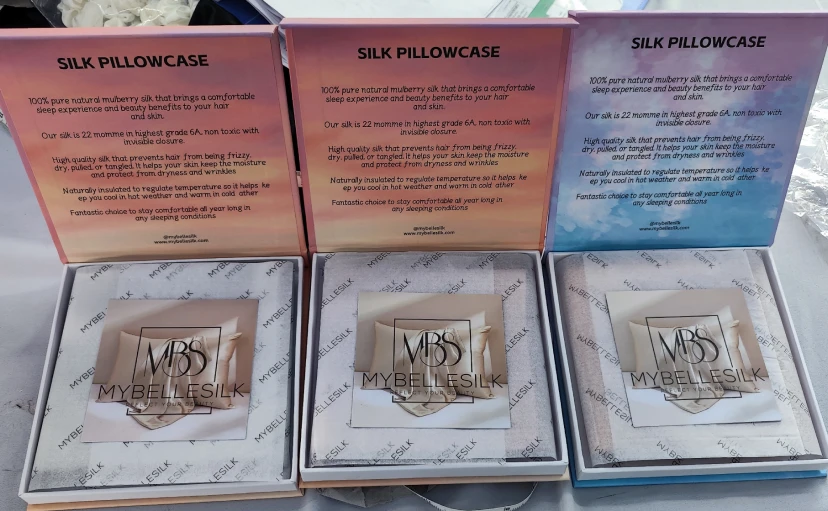 SILK PILLOWCASE
100% pure natural mulberry silk that brings a comfortable
sleep experience and beauty benefits to your hair
and skin.
Our silk is 22 momme in highest grade 6A, non toxic with
invisible closure.
High quality silk that prevents hair from being frizzy,
dry, pulled, or tangled. It helps your skin keep the moisture
and protect from dryness and wrinkles
Naturally insulated to regulate temperature so it helps ke
ep you cool in hot weather and warm in cold ather
Fantastic choice to stay comfortable all year long in
any sleeping conditions
@mybellesilk
www.mybellesilk.com
SILK PILLOWCASE
100% pure natural mulberry silk that brings a comfortable
sleep experience and beauty benefits to your hair
and skin.
Our silk is 22 momme in highest grade 6A, non toxic with
invisible closure.
High quality silk that prevents hair from being frizzy,
dry, pulled, or tangled. It helps your skin keep the moisture
and protect from dryness and wrinkles
Naturally insulated to regulate temperature so it helps ke
ep you cool in hot weather and warm in cold ather
Fantastic choice to stay comfortable all year long in
any sleeping conditions
@mybellesilk
www.mybellesilk.com
SILK PILLOWCASE
100% pure natural mulberry silk that brings a comfortable
sleep experience and beauty benefits to your hair
and skin.
Our silk is 22 momme in highest grade 6A, non toxic with
invisible closure.
High quality silk that prevents hair from being frizzy,
dry, pulled, or tangled. It helps your skin keep the moisture
and protect from dryness and wrinkles
Naturally insulated to regulate temperature so it helps ke
ep you cool in hot weather and warm in cold ather
Fantastic choice to stay comfortable all year long in
any sleeping conditions
@mybellesilk
www.mybellesilk.com
MBS
MYBELLESILK
YOUR BEAUTY
MBS
MYBELLESILK
YOUR BEAUTY
MBS
MYBELLESILK
YOUR BEAUTY